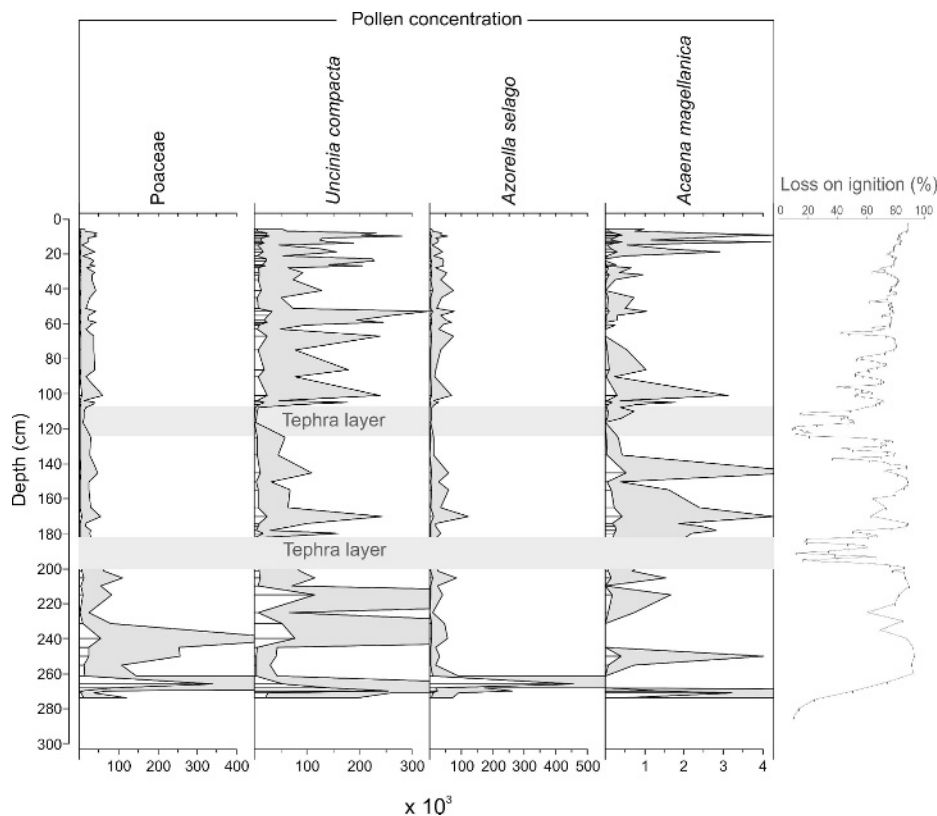 Pollen concentration
Poaceae
Uncinia compacta
Azorella selago
Acaena magellanica
Loss on ignition (%)
0 20 40 60 80 100
Depth (cm)
0
20
40
60
80
100
120
140
160
180
200
220
240
260
280
300
Tephra layer
Tephra layer
100 200 300 400
100 200 300
100 200 300 400 500
1 2 3 4
x 10³